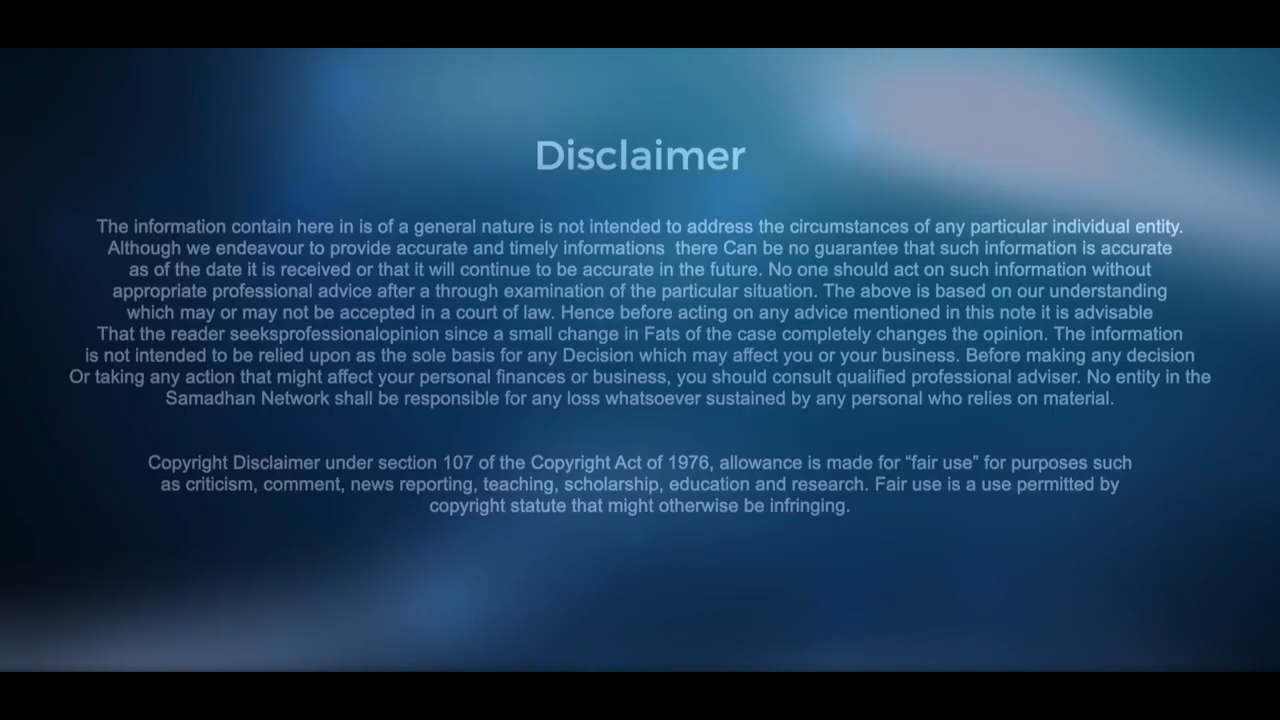 Disclaimer
The information contain here in is of a general nature is not intended to address the circumstances of any particular individual entity.
Although we endeavour to provide accurate and timely informations  there Can be no guarantee that such information is accurate
as of the date it is received or that it will continue to be accurate in the future. No one should act on such information without
appropriate professional advice after a through examination of the particular situation. The above is based on our understanding
which may or may not be accepted in a court of law. Hence before acting on any advice mentioned in this note it is advisable
That the reader seeksprofessionalopinion since a small change in Fats of the case completely changes the opinion. The information
is not intended to be relied upon as the sole basis for any Decision which may affect you or your business. Before making any decision
Or taking any action that might affect your personal finances or business, you should consult qualified professional adviser. No entity in the
Samadhan Network shall be responsible for any loss whatsoever sustained by any personal who relies on material.
Copyright Disclaimer under section 107 of the Copyright Act of 1976, allowance is made for “fair use” for purposes such
as criticism, comment, news reporting, teaching, scholarship, education and research. Fair use is a use permitted by
copyright statute that might otherwise be infringing.